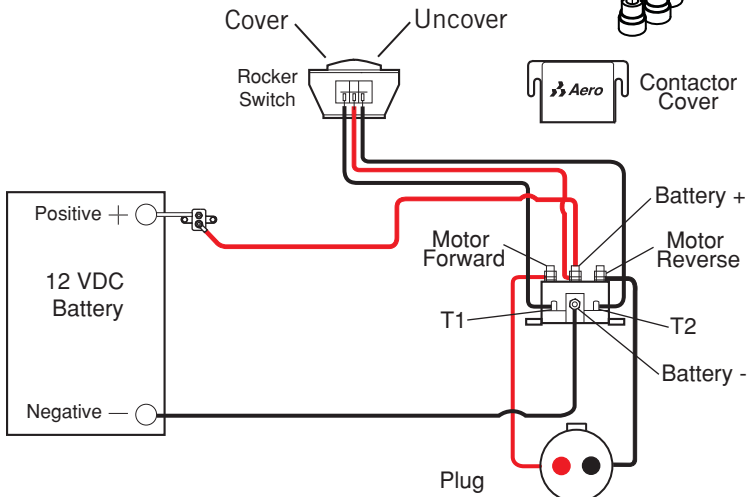 Cover
Uncover
Rocker
Switch
Aero
Contactor
Cover
Positive +
12 VDC
Battery
Negative —
Battery +
Motor
Forward
Motor
Reverse
T1
T2
Battery -
Plug